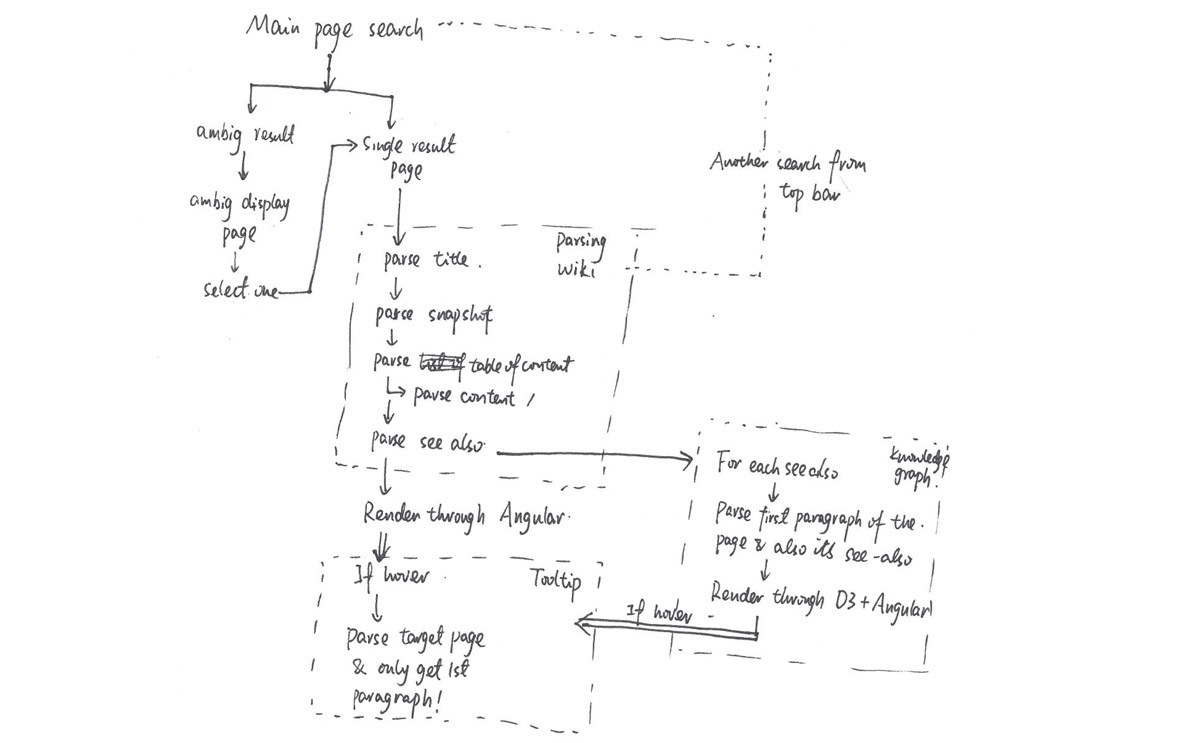 Main page search
ambig result
ambig display
page
select one
Single result
page
Another search from
top bar
Parsing
Wiki
parse title.
parse snapshot
parse table of content
parse content
parse see also
Render through Angular.
If hover
Tooltip
Parse target page
& only get 1st
paragraph!
knowledge
graph!
For each see also
Parse first paragraph of the.
page & also its see-also
Render through D3 + Angular
If hover